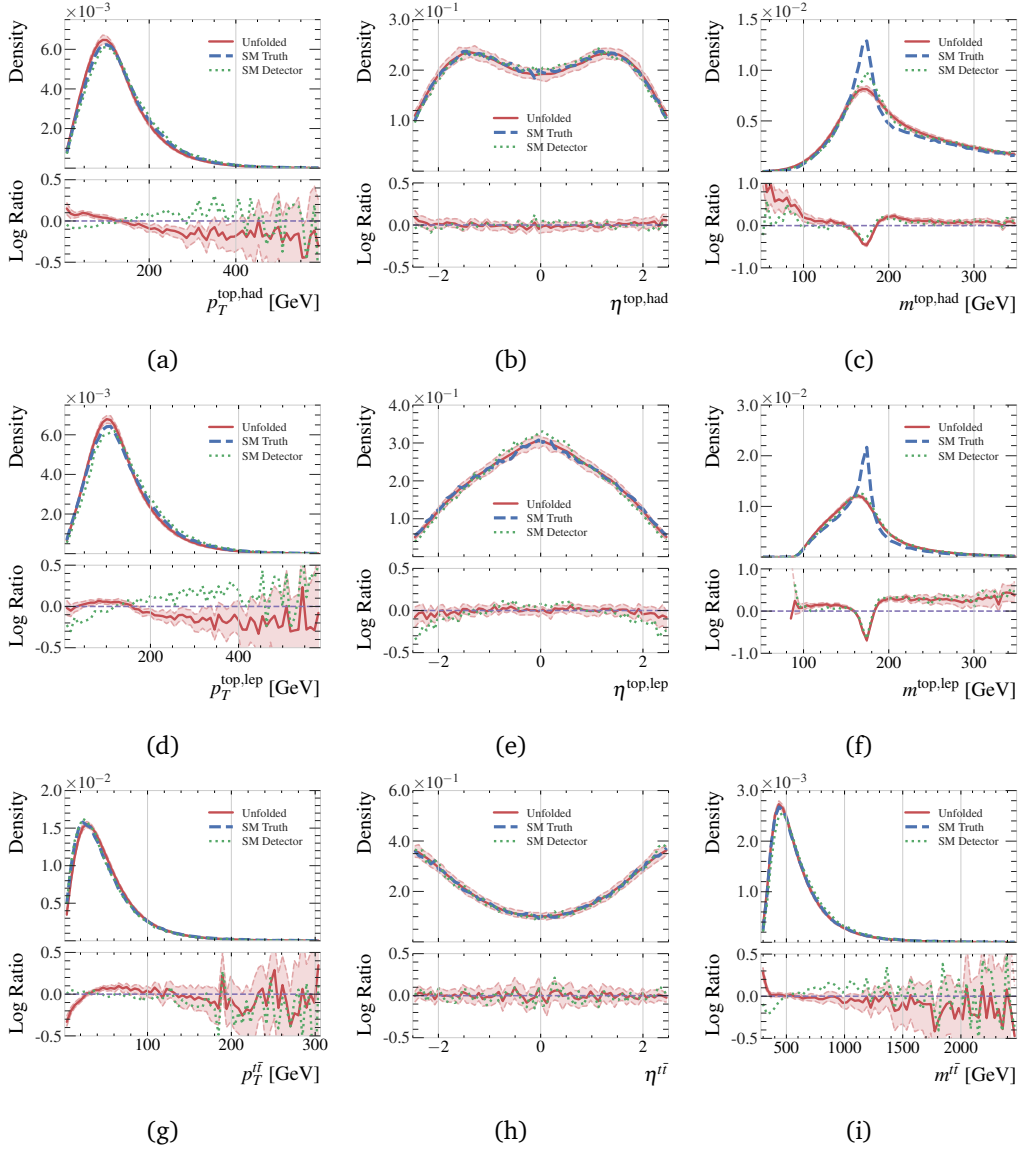 ×10⁻³
6.0
4.0
2.0
Density
Unfolded
SM Truth
SM Detector
0.5
0.0
-0.5
Log Ratio
200
400
p_T^{top,had} [GeV]
(a)
3.0 ×10⁻¹
2.0
1.0
Density
Unfolded
SM Truth
SM Detector
0.5
0.0
-0.5
Log Ratio
−2
0
2
η^{top,had}
(b)
1.5 ×10⁻²
1.0
0.5
Density
Unfolded
SM Truth
SM Detector
1.0
0.0
-1.0
Log Ratio
100
200
300
m^{top,had} [GeV]
(c)
×10⁻³
6.0
4.0
2.0
Density
Unfolded
SM Truth
SM Detector
0.5
0.0
-0.5
Log Ratio
200
400
p_T^{top,lep} [GeV]
(d)
4.0 ×10⁻¹
3.0
2.0
1.0
Density
Unfolded
SM Truth
SM Detector
0.5
0.0
-0.5
Log Ratio
−2
0
2
η^{top,lep}
(e)
3.0 ×10⁻²
2.0
1.0
Density
Unfolded
SM Truth
SM Detector
1.0
0.0
-1.0
Log Ratio
100
200
300
m^{top,lep} [GeV]
(f)
2.0 ×10⁻²
1.5
1.0
0.5
Density
Unfolded
SM Truth
SM Detector
0.5
0.0
-0.5
Log Ratio
100
200
300
p_T^{tt̄} [GeV]
(g)
6.0 ×10⁻¹
4.0
2.0
Density
Unfolded
SM Truth
SM Detector
0.5
0.0
-0.5
Log Ratio
−2
0
2
η^{tt̄}
(h)
3.0 ×10⁻³
2.0
1.0
Density
Unfolded
SM Truth
SM Detector
0.5
0.0
-0.5
Log Ratio
500
1000
1500
2000
m^{tt̄} [GeV]
(i)